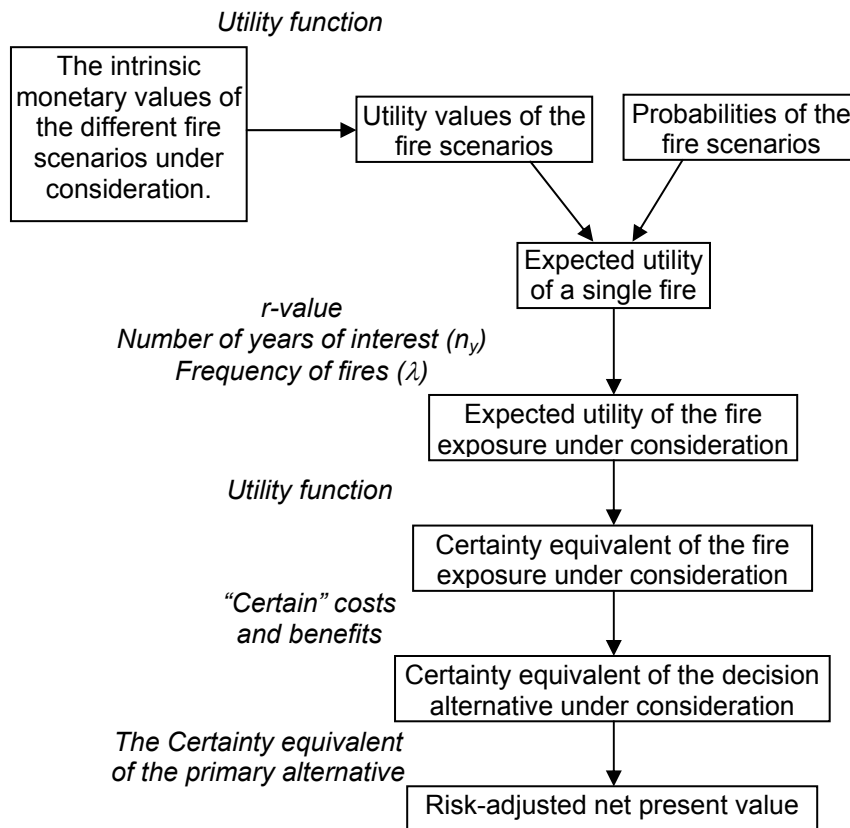 Utility function
The intrinsic
monetary values of
the different fire
scenarios under
consideration.
Utility values of the
fire scenarios
Probabilities of the
fire scenarios
Expected utility
of a single fire
r-value
Number of years of interest (n_y)
Frequency of fires (λ)
Expected utility of the fire
exposure under consideration
Utility function
Certainty equivalent of the fire
exposure under consideration
“Certain” costs
and benefits
Certainty equivalent of the decision
alternative under consideration
The Certainty equivalent
of the primary alternative
Risk-adjusted net present value